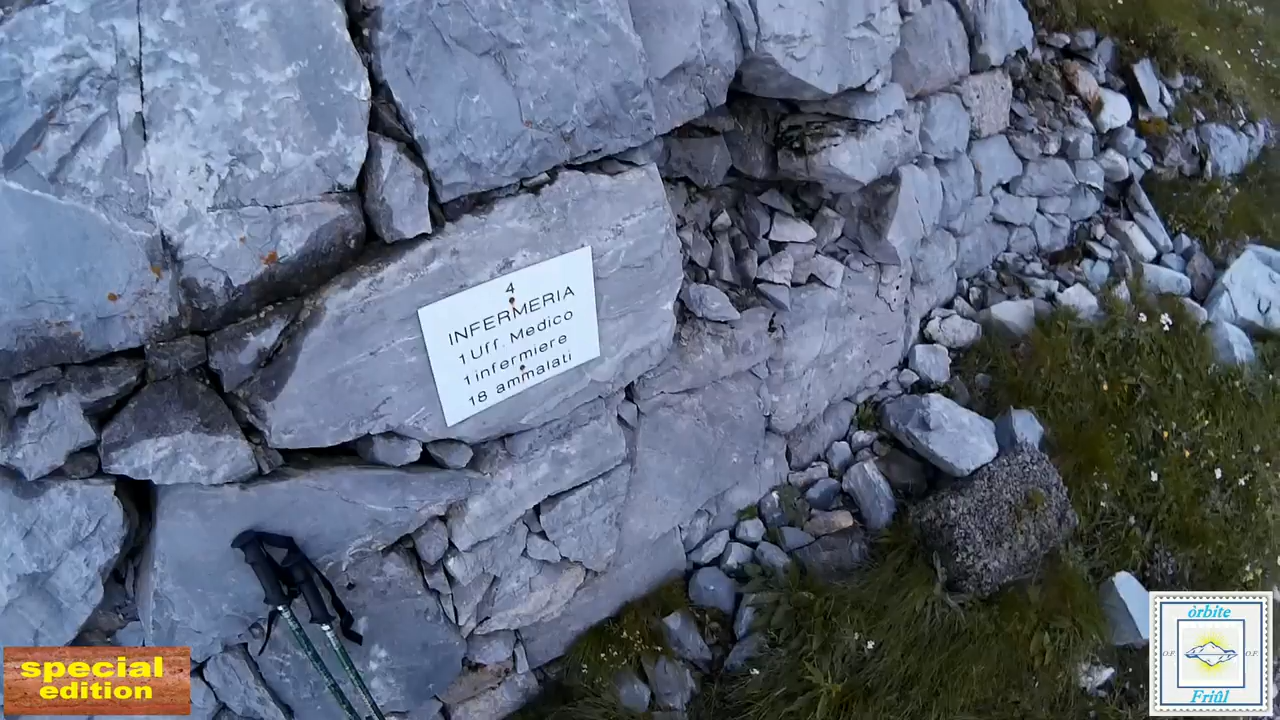 4
INFERMERIA
1 Uff. Medico
1 infermiere
18 ammalati
special
edition
òrbite
O.F. O.F.
Friûl